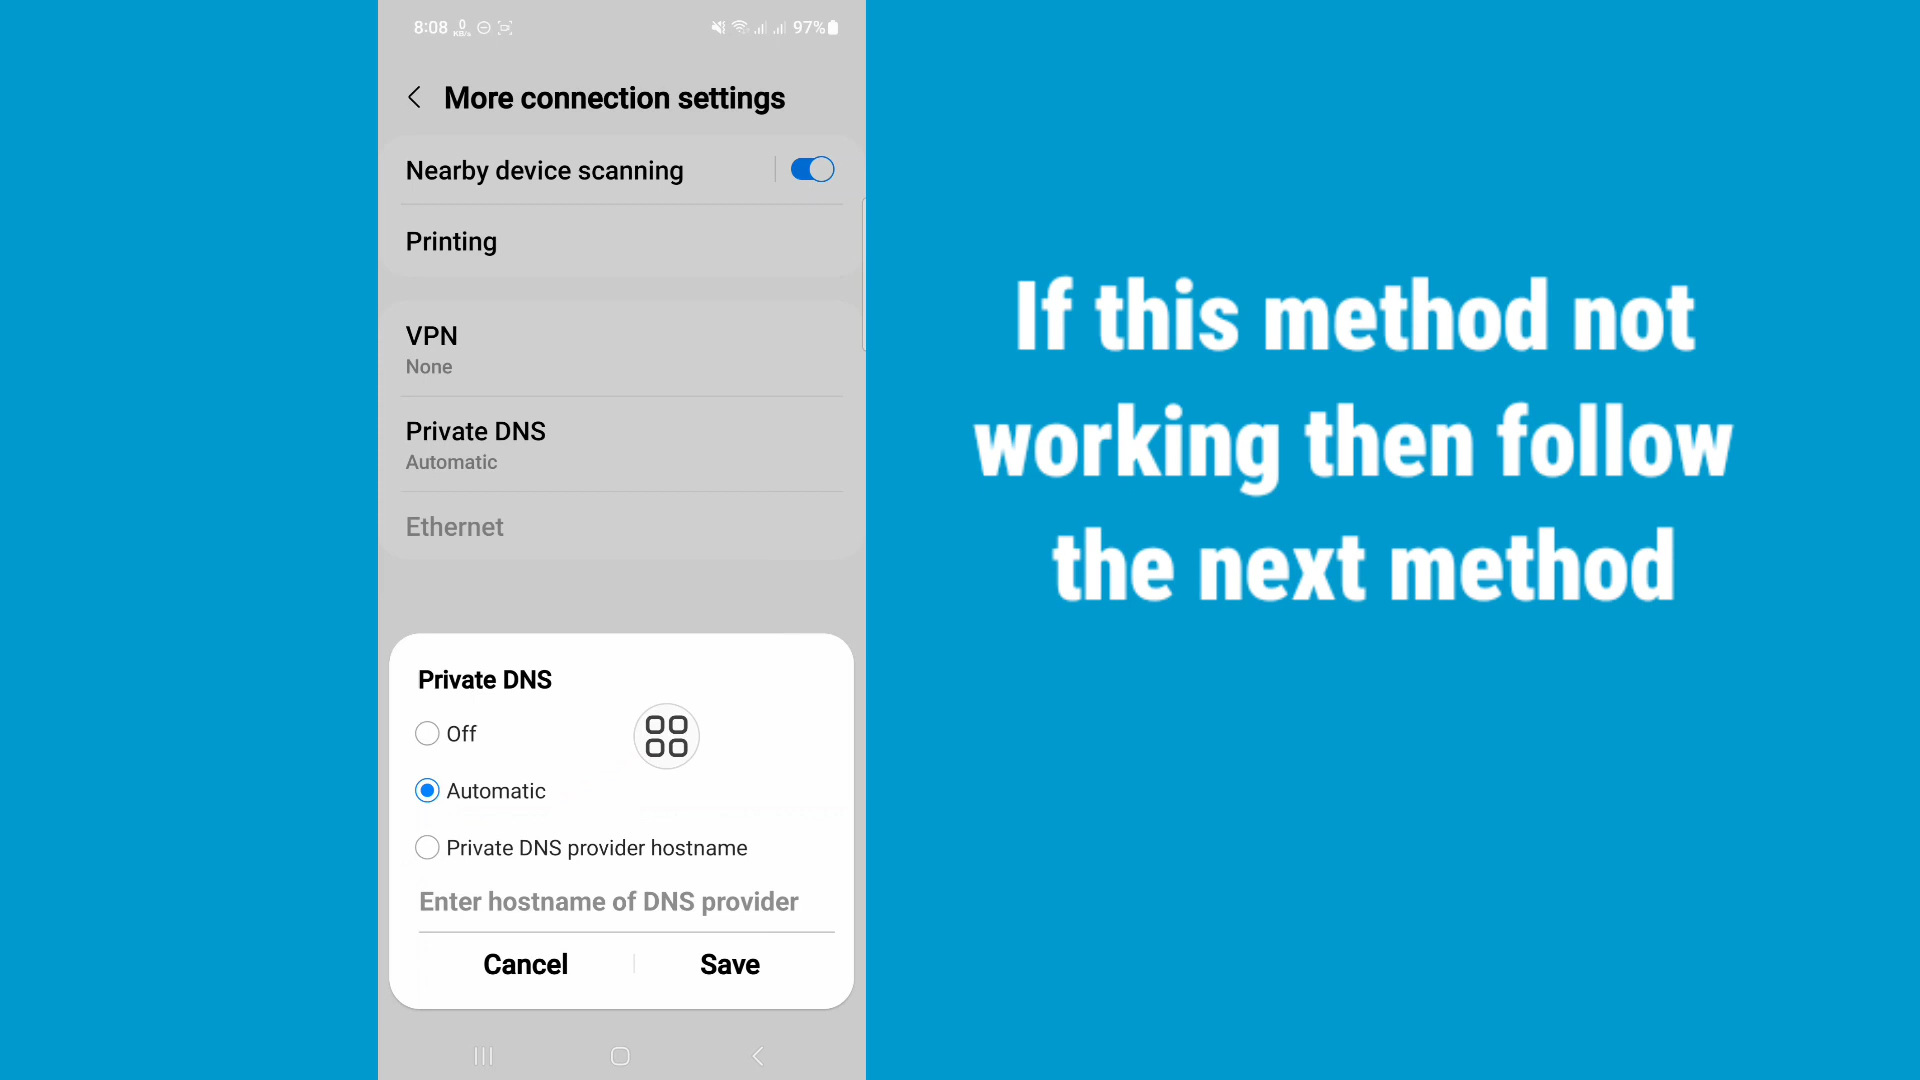 8:08 0 KB/s 97%
More connection settings
Nearby device scanning
Printing
VPN
None
Private DNS
Automatic
Ethernet
Private DNS
Off
Automatic
Private DNS provider hostname
Enter hostname of DNS provider
Cancel Save
If this method not
working then follow
the next method